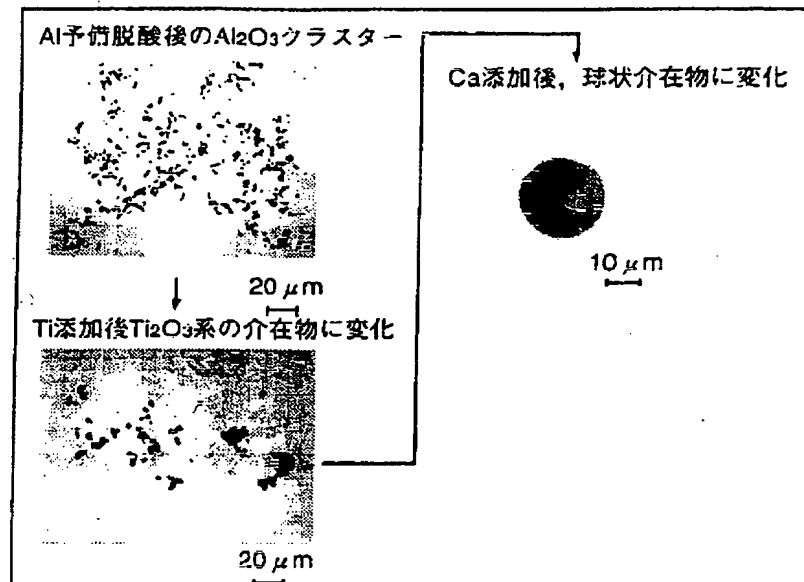 Al予備脱酸後のAl₂O₃クラスター
20 μm
Ti添加後Ti₂O₃系の介在物に変化
20 μm
Ca添加後，球状介在物に変化
10 μm